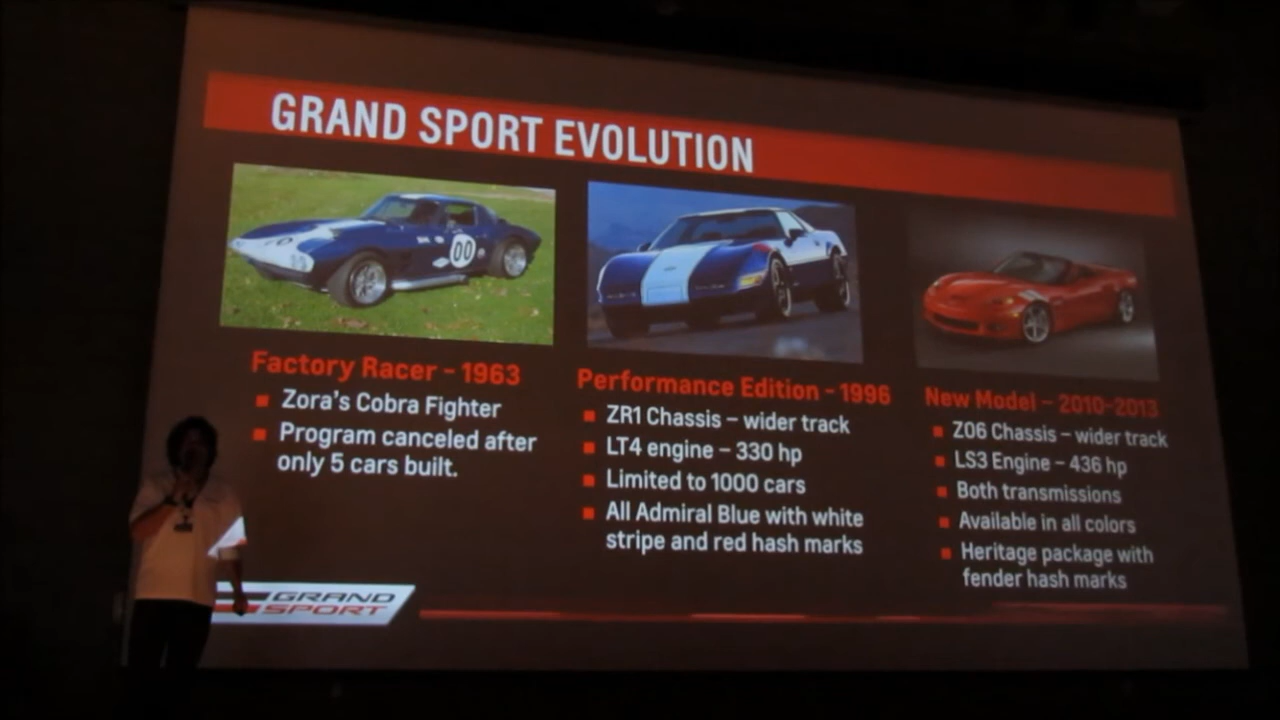 GRAND SPORT EVOLUTION
00
Factory Racer – 1963
Zora's Cobra Fighter
Program canceled after
only 5 cars built.
Performance Edition – 1996
ZR1 Chassis – wider track
LT4 engine – 330 hp
Limited to 1000 cars
All Admiral Blue with white
stripe and red hash marks
New Model – 2010-2013
Z06 Chassis – wider track
LS3 Engine – 436 hp
Both transmissions
Available in all colors
Heritage package with
fender hash marks
GRAND
SPORT